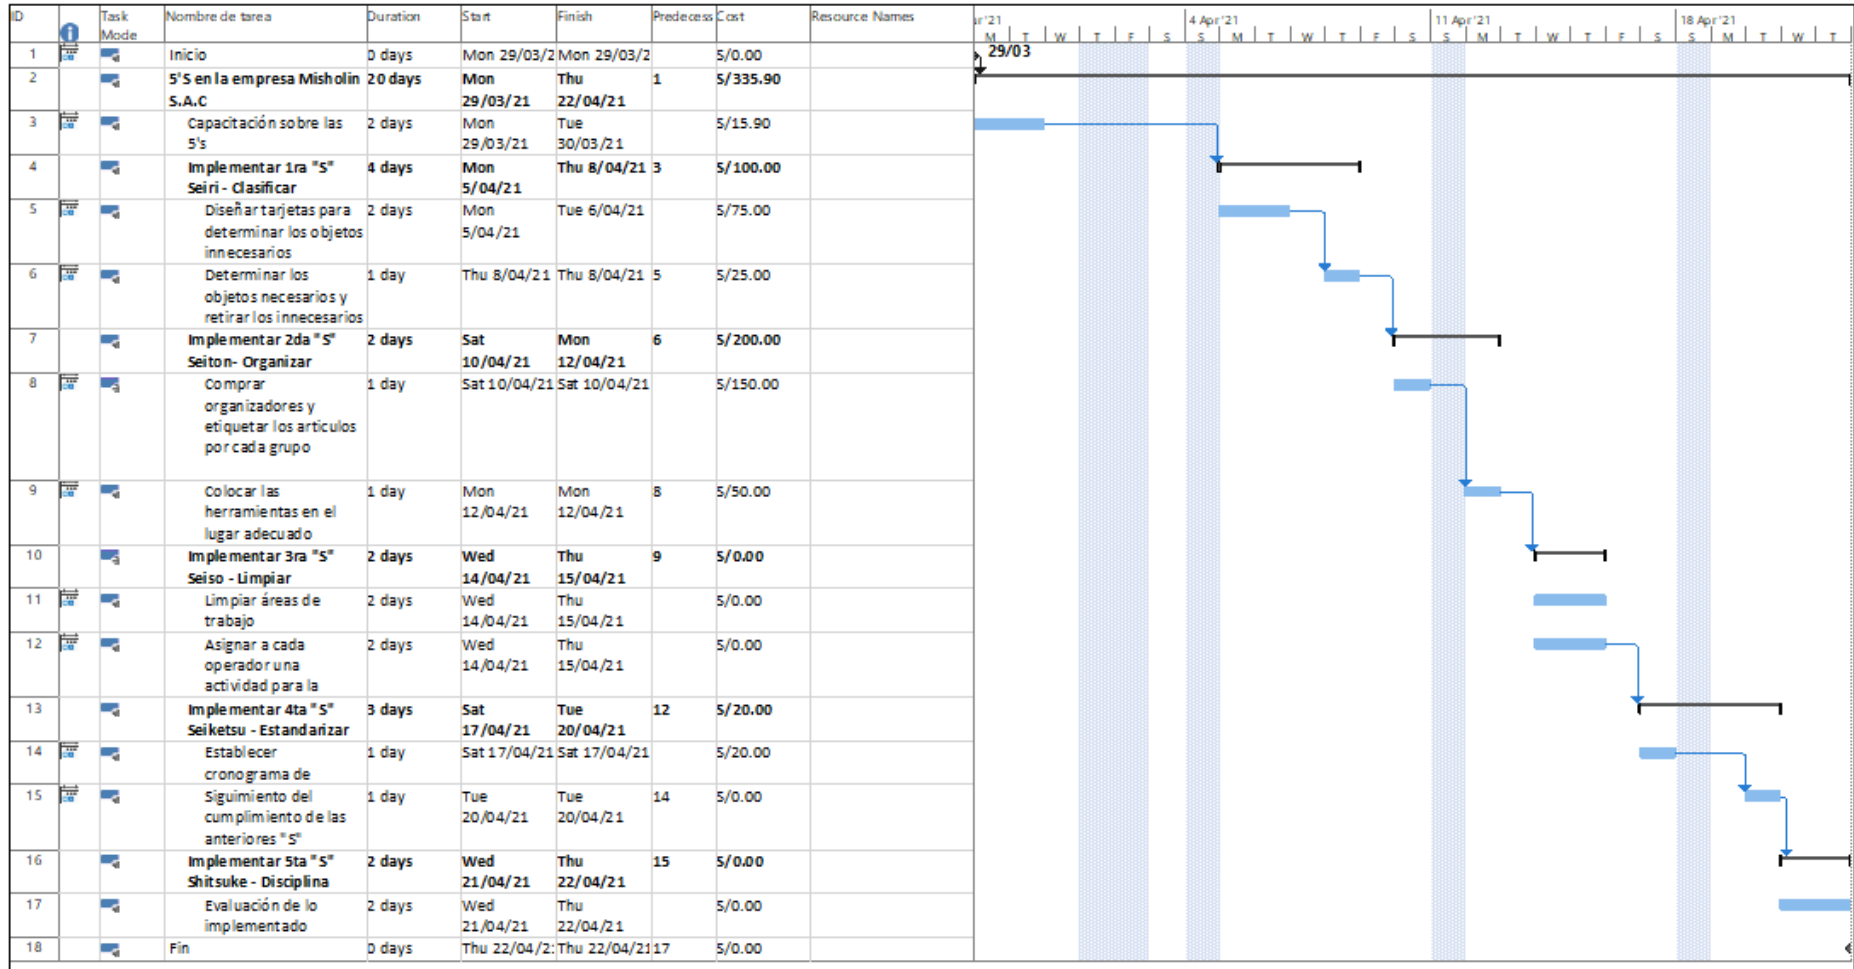 ID Task Mode Nombre de tarea Duration Start Finish Predecess Cost Resource Names
ır '21 4 Apr '21 11 Apr '21 18 Apr '21
M T W T F S S M T W T F S S M T W T F S S M T W T
1 Inicio 0 days Mon 29/03/2 Mon 29/03/2 S/0.00
29/03
2 5'S en la empresa Misholin 20 days Mon Thu 1 S/335.90
S.A.C 29/03/21 22/04/21
3 Capacitación sobre las 2 days Mon Tue S/15.90
5's 29/03/21 30/03/21
4 Implementar 1ra "S" 4 days Mon Thu 8/04/21 3 S/100.00
Seiri - Clasificar 5/04/21
5 Diseñar tarjetas para 2 days Mon Tue 6/04/21 S/75.00
determinar los objetos 5/04/21
innecesarios
6 Determinar los 1 day Thu 8/04/21 Thu 8/04/21 5 S/25.00
objetos necesarios y
retirar los innecesarios
7 Implementar 2da "S" 2 days Sat Mon 6 S/200.00
Seiton- Organizar 10/04/21 12/04/21
8 Comprar 1 day Sat 10/04/21 Sat 10/04/21 S/150.00
organizadores y
etiquetar los articulos
por cada grupo
9 Colocar las 1 day Mon Mon 8 S/50.00
herramientas en el 12/04/21 12/04/21
lugar adecuado
10 Implementar 3ra "S" 2 days Wed Thu 9 S/0.00
Seiso - Limpiar 14/04/21 15/04/21
11 Limpiar áreas de 2 days Wed Thu S/0.00
trabajo 14/04/21 15/04/21
12 Asignar a cada 2 days Wed Thu S/0.00
operador una 14/04/21 15/04/21
actividad para la
13 Implementar 4ta "S" 3 days Sat Tue 12 S/20.00
Seiketsu - Estandarizar 17/04/21 20/04/21
14 Establecer 1 day Sat 17/04/21 Sat 17/04/21 S/20.00
cronograma de
15 Siguimiento del 1 day Tue Tue 14 S/0.00
cumplimiento de las 20/04/21 20/04/21
anteriores "S"
16 Implementar 5ta "S" 2 days Wed Thu 15 S/0.00
Shitsuke - Disciplina 21/04/21 22/04/21
17 Evaluación de lo 2 days Wed Thu S/0.00
implementado 21/04/21 22/04/21
18 Fin 0 days Thu 22/04/2: Thu 22/04/21 17 S/0.00